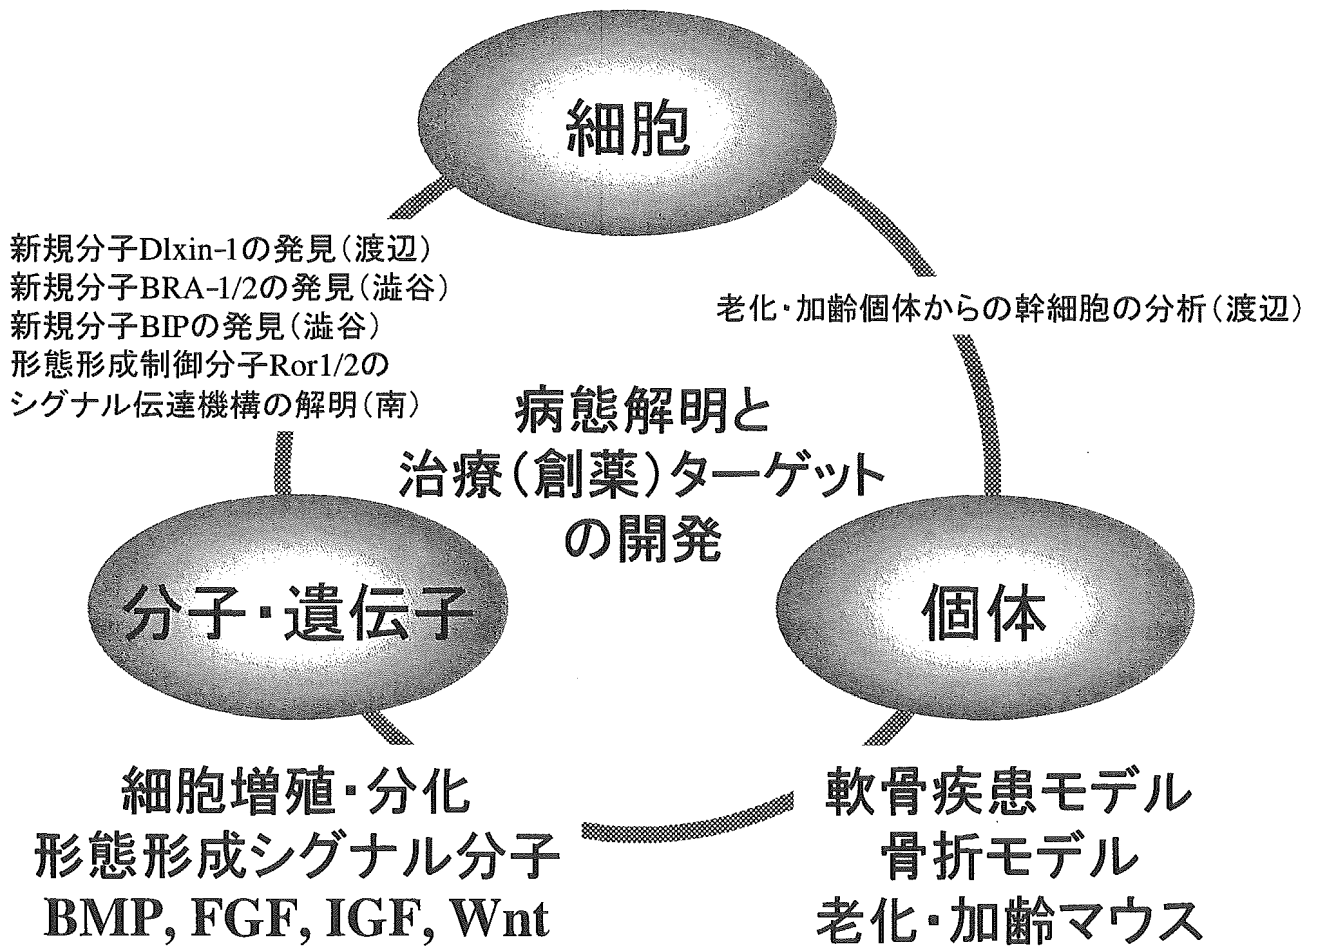 細胞
新規分子Dlxin-1の発見(渡辺)
新規分子BRA-1/2の発見(澁谷)
新規分子BIPの発見(澁谷)
形態形成制御分子Ror1/2の
シグナル伝達機構の解明(南)
老化・加齢個体からの幹細胞の分析(渡辺)
病態解明と
治療(創薬)ターゲット
の開発
分子・遺伝子
個体
細胞増殖・分化
形態形成シグナル分子
BMP, FGF, IGF, Wnt
軟骨疾患モデル
骨折モデル
老化・加齢マウス